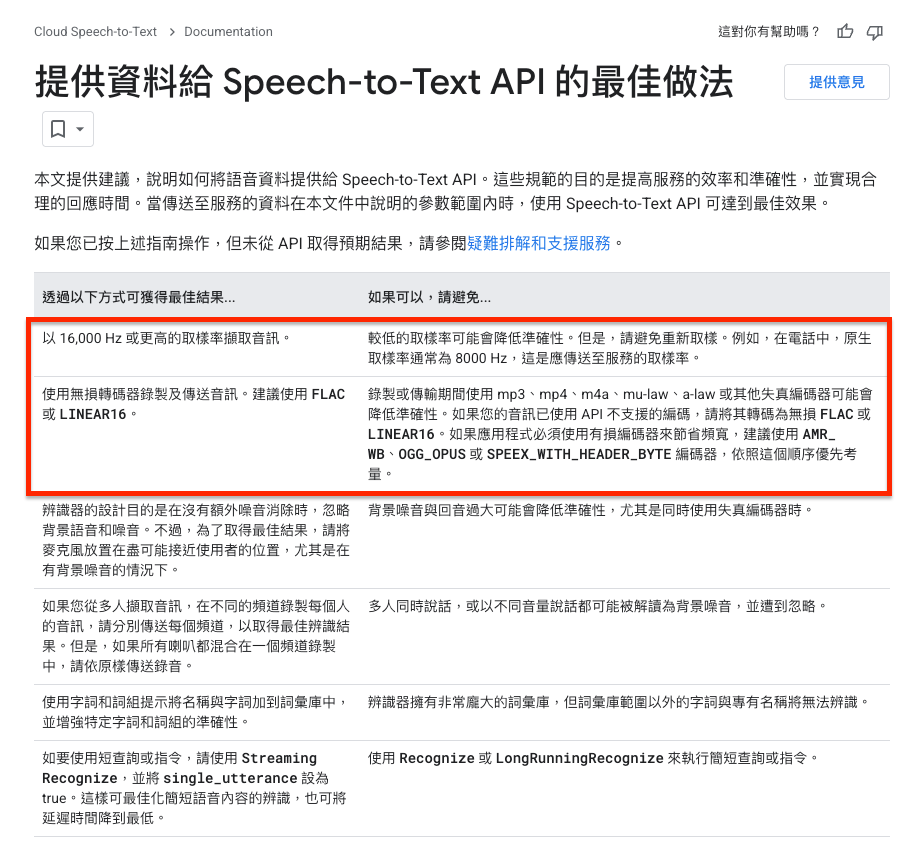 Cloud Speech-to-Text > Documentation
這對你有幫助嗎？
提供資料給 Speech-to-Text API 的最佳做法
提供意見
本文提供建議，說明如何將語音資料提供給 Speech-to-Text API。這些規範的目的是提高服務的效率和準確性，並實現合
理的回應時間。當傳送至服務的資料在本文件中說明的參數範圍內時，使用 Speech-to-Text API 可達到最佳效果。
如果您已按上述指南操作，但未從 API 取得預期結果，請參閱疑難排解和支援服務。
透過以下方式可獲得最佳結果...
如果可以，請避免...
以 16,000 Hz 或更高的取樣率擷取音訊。
較低的取樣率可能會降低準確性。但是，請避免重新取樣。例如，在電話中，原生
取樣率通常為 8000 Hz，這是應傳送至服務的取樣率。
使用無損轉碼器錄製及傳送音訊。建議使用 FLAC
或 LINEAR16。
錄製或傳輸期間使用 mp3、mp4、m4a、mu-law、a-law 或其他失真編碼器可能會
降低準確性。如果您的音訊已使用 API 不支援的編碼，請將其轉碼為無損 FLAC 或
LINEAR16。如果應用程式必須使用有損編碼器來節省頻寬，建議使用 AMR_
WB、OGG_OPUS 或 SPEEX_WITH_HEADER_BYTE 編碼器，依照這個順序優先考
量。
辨識器的設計目的是在沒有額外噪音消除時，忽略
背景語音和噪音。不過，為了取得最佳結果，請將
麥克風放置在盡可能接近使用者的位置，尤其是在
有背景噪音的情況下。
背景噪音與回音過大可能會降低準確性，尤其是同時使用失真編碼器時。
如果您從多人擷取音訊，在不同的頻道錄製每個人
的音訊，請分別傳送每個頻道，以取得最佳辨識結
果。但是，如果所有喇叭都混合在一個頻道錄製
中，請依原樣傳送錄音。
多人同時說話，或以不同音量說話都可能被解讀為背景噪音，並遭到忽略。
使用字詞和詞組提示將名稱與字詞加到詞彙庫中，
並增強特定字詞和詞組的準確性。
辨識器擁有非常龐大的詞彙庫，但詞彙庫範圍以外的字詞與專有名稱將無法辨識。
如要使用短查詢或指令，請使用 Streaming
Recognize，並將 single_utterance 設為
true。這樣可最佳化簡短語音內容的辨識，也可將
延遲時間降到最低。
使用 Recognize 或 LongRunningRecognize 來執行簡短查詢或指令。